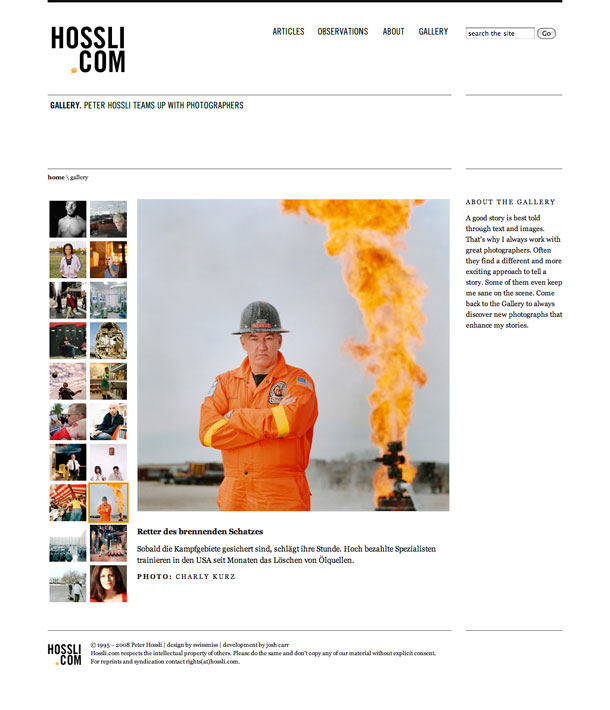 HOSSLI
.COM
ARTICLES OBSERVATIONS ABOUT GALLERY
search the site Go
GALLERY. PETER HOSSLI TEAMS UP WITH PHOTOGRAPHERS
home \ gallery
ABOUT THE GALLERY
A good story is best told
through text and images.
That's why I always work with
great photographers. Often
they find a different and more
exciting approach to tell a
story. Some of them even keep
me sane on the scene. Come
back to the Gallery to always
discover new photographs that
enhance my stories.
Retter des brennenden Schatzes
Sobald die Kampfgebiete gesichert sind, schlägt ihre Stunde. Hoch bezahlte Spezialisten
trainieren in den USA seit Monaten das Löschen von Ölquellen.
PHOTO: CHARLY KURZ
HOSSLI
.COM
© 1995 – 2008 Peter Hossli | design by swissmiss | development by josh carr
Hossli.com respects the intellectual property of others. Please do the same and don't copy any of our material without explicit consent.
For reprints and syndication contact rights(at)hossli.com.